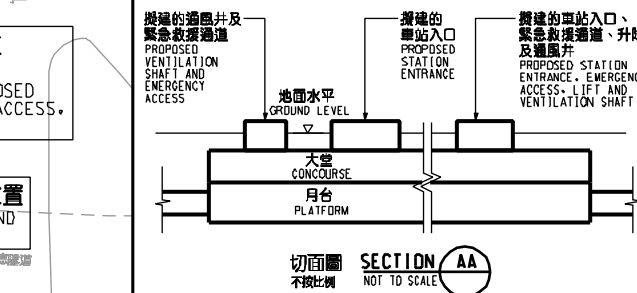 OSED
ACCESS.
置
ND
擬建的通風井及
緊急救援通道
PROPOSED
VENTILATION
SHAFT AND
EMERGENCY
ACCESS
擬建的
車站入口
PROPOSED
STATION
ENTRANCE
擬建的車站入口、
緊急救援通道、升降
及通風井
PROPOSED STATION
ENTRANCE, EMERGENC
ACCESS, LIFT AND
VENTILATION SHAFT
地面水平
GROUND LEVEL
大堂
CONCOURSE
月台
PLATFORM
切面圖 SECTION AA
不按比例 NOT TO SCALE